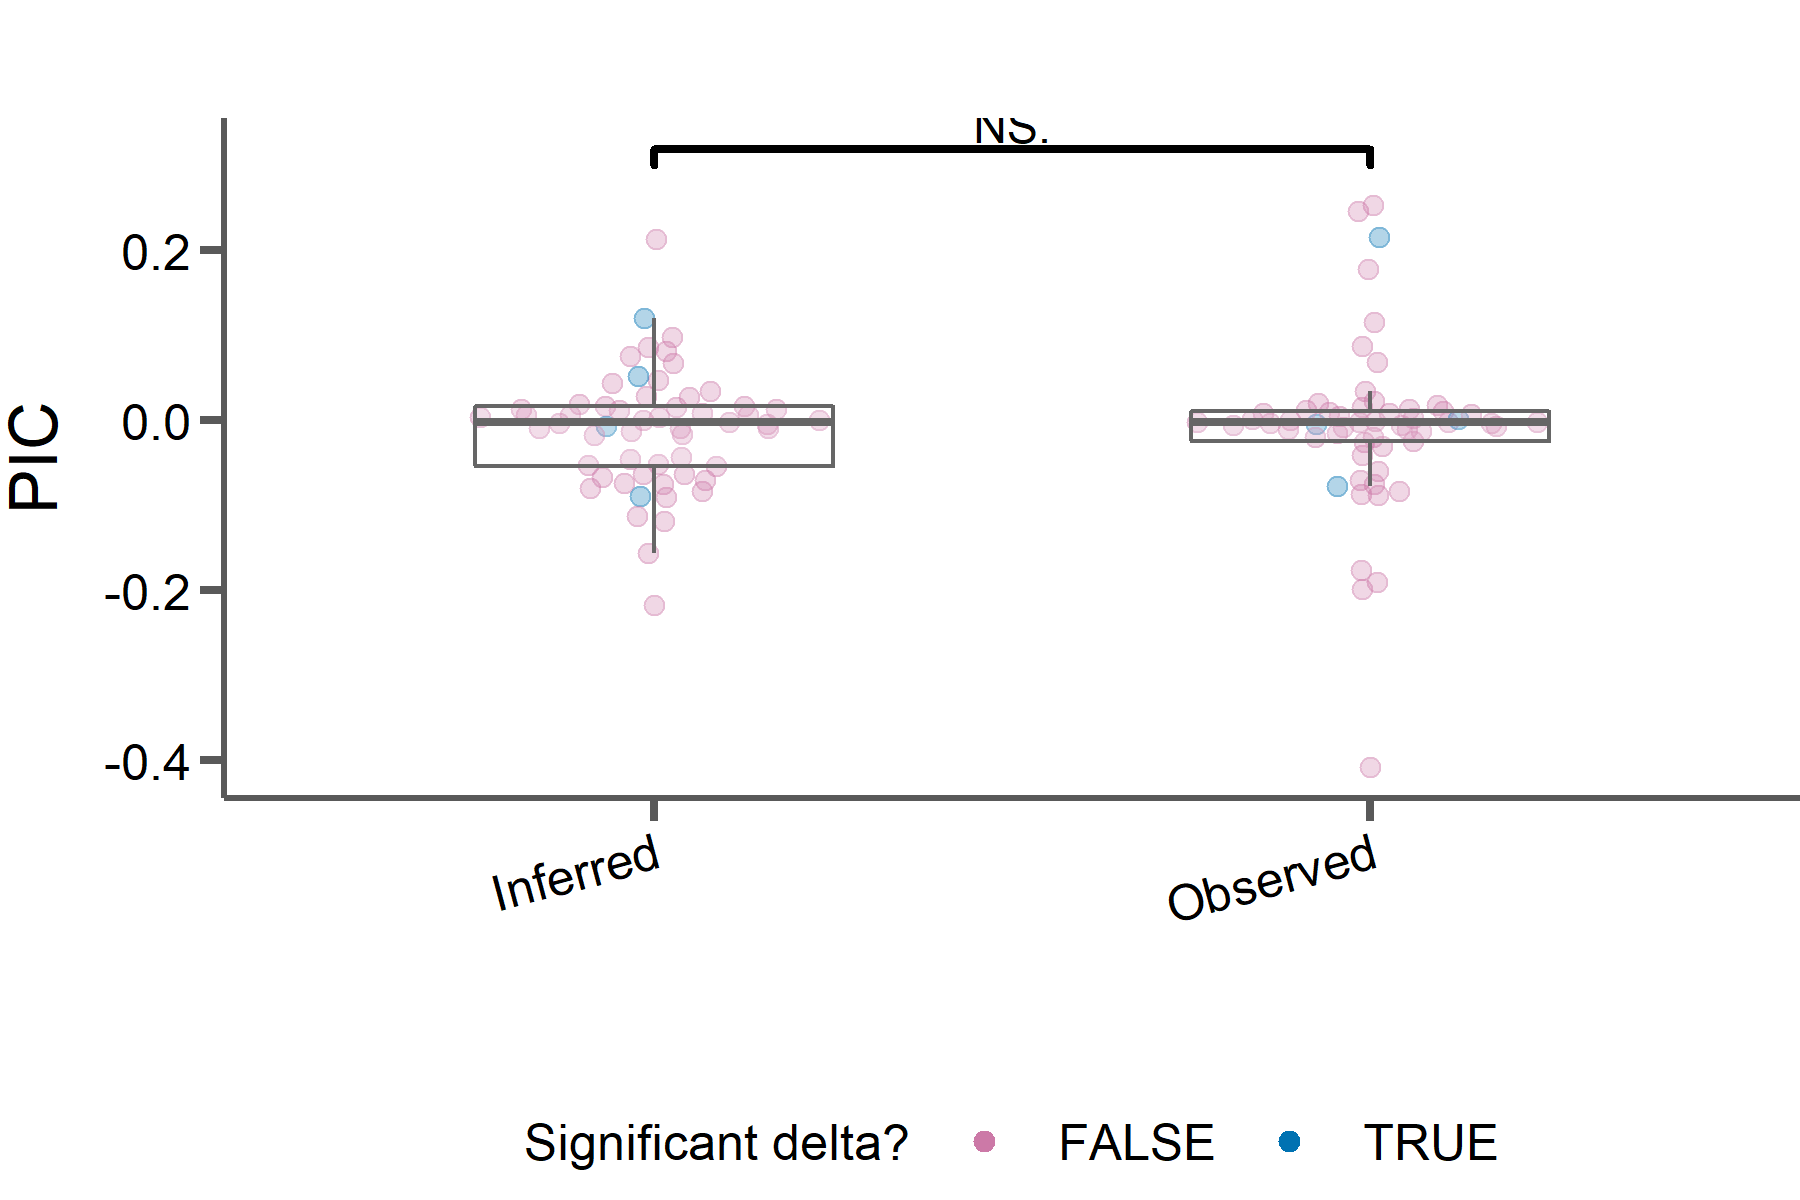 NS.
0.2
0.0
-0.2
-0.4
PIC
Inferred
Observed
Significant delta? FALSE TRUE